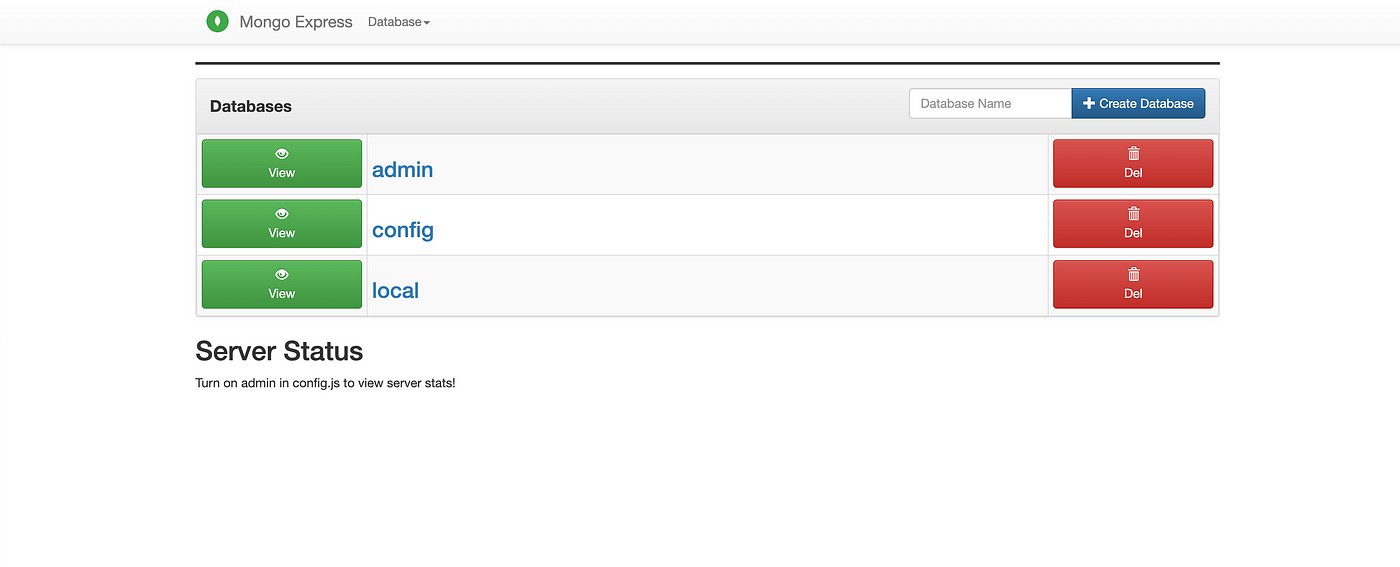 Mongo Express Database
Databases
Database Name
Create Database
View
admin
Del
View
config
Del
View
local
Del
Server Status
Turn on admin in config.js to view server stats!